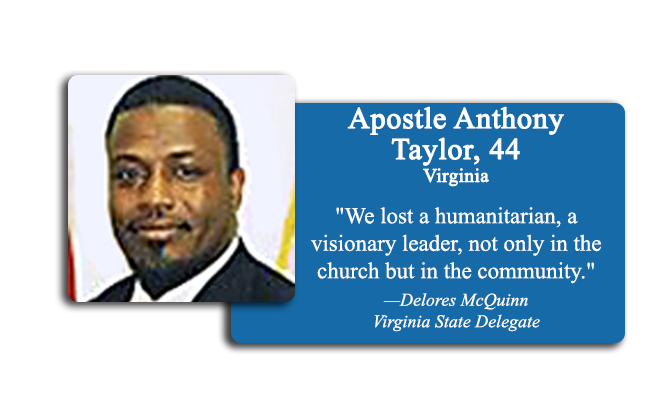 Apostle Anthony
Taylor, 44
Virginia
"We lost a humanitarian, a
visionary leader, not only in the
church but in the community."
—Delores McQuinn
Virginia State Delegate